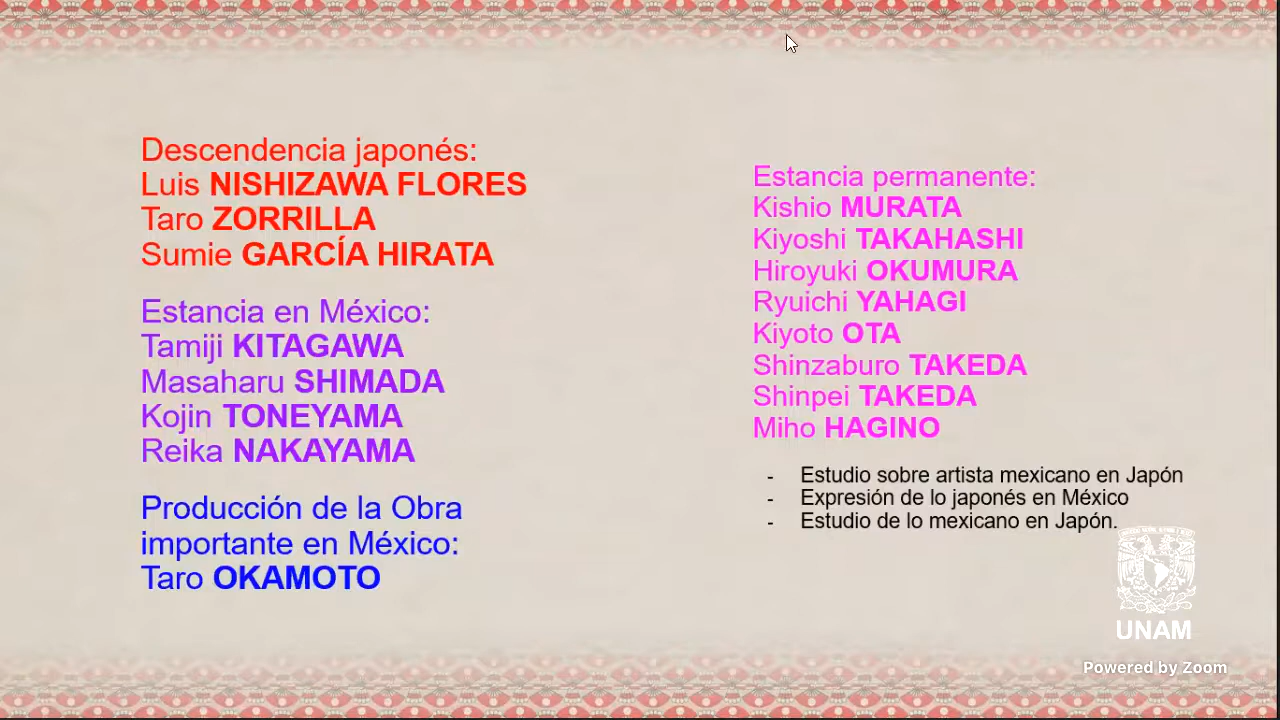 Descendencia japonés:
Luis NISHIZAWA FLORES
Taro ZORRILLA
Sumie GARCÍA HIRATA
Estancia en México:
Tamiji KITAGAWA
Masaharu SHIMADA
Kojin TONEYAMA
Reika NAKAYAMA
Producción de la Obra
importante en México:
Taro OKAMOTO
Estancia permanente:
Kishio MURATA
Kiyoshi TAKAHASHI
Hiroyuki OKUMURA
Ryuichi YAHAGI
Kiyoto OTA
Shinzaburo TAKEDA
Shinpei TAKEDA
Miho HAGINO
- Estudio sobre artista mexicano en Japón
- Expresión de lo japonés en México
- Estudio de lo mexicano en Japón.
UNAM
Powered by Zoom